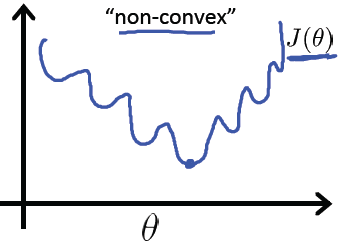 “non-convex”
J(θ)
θ